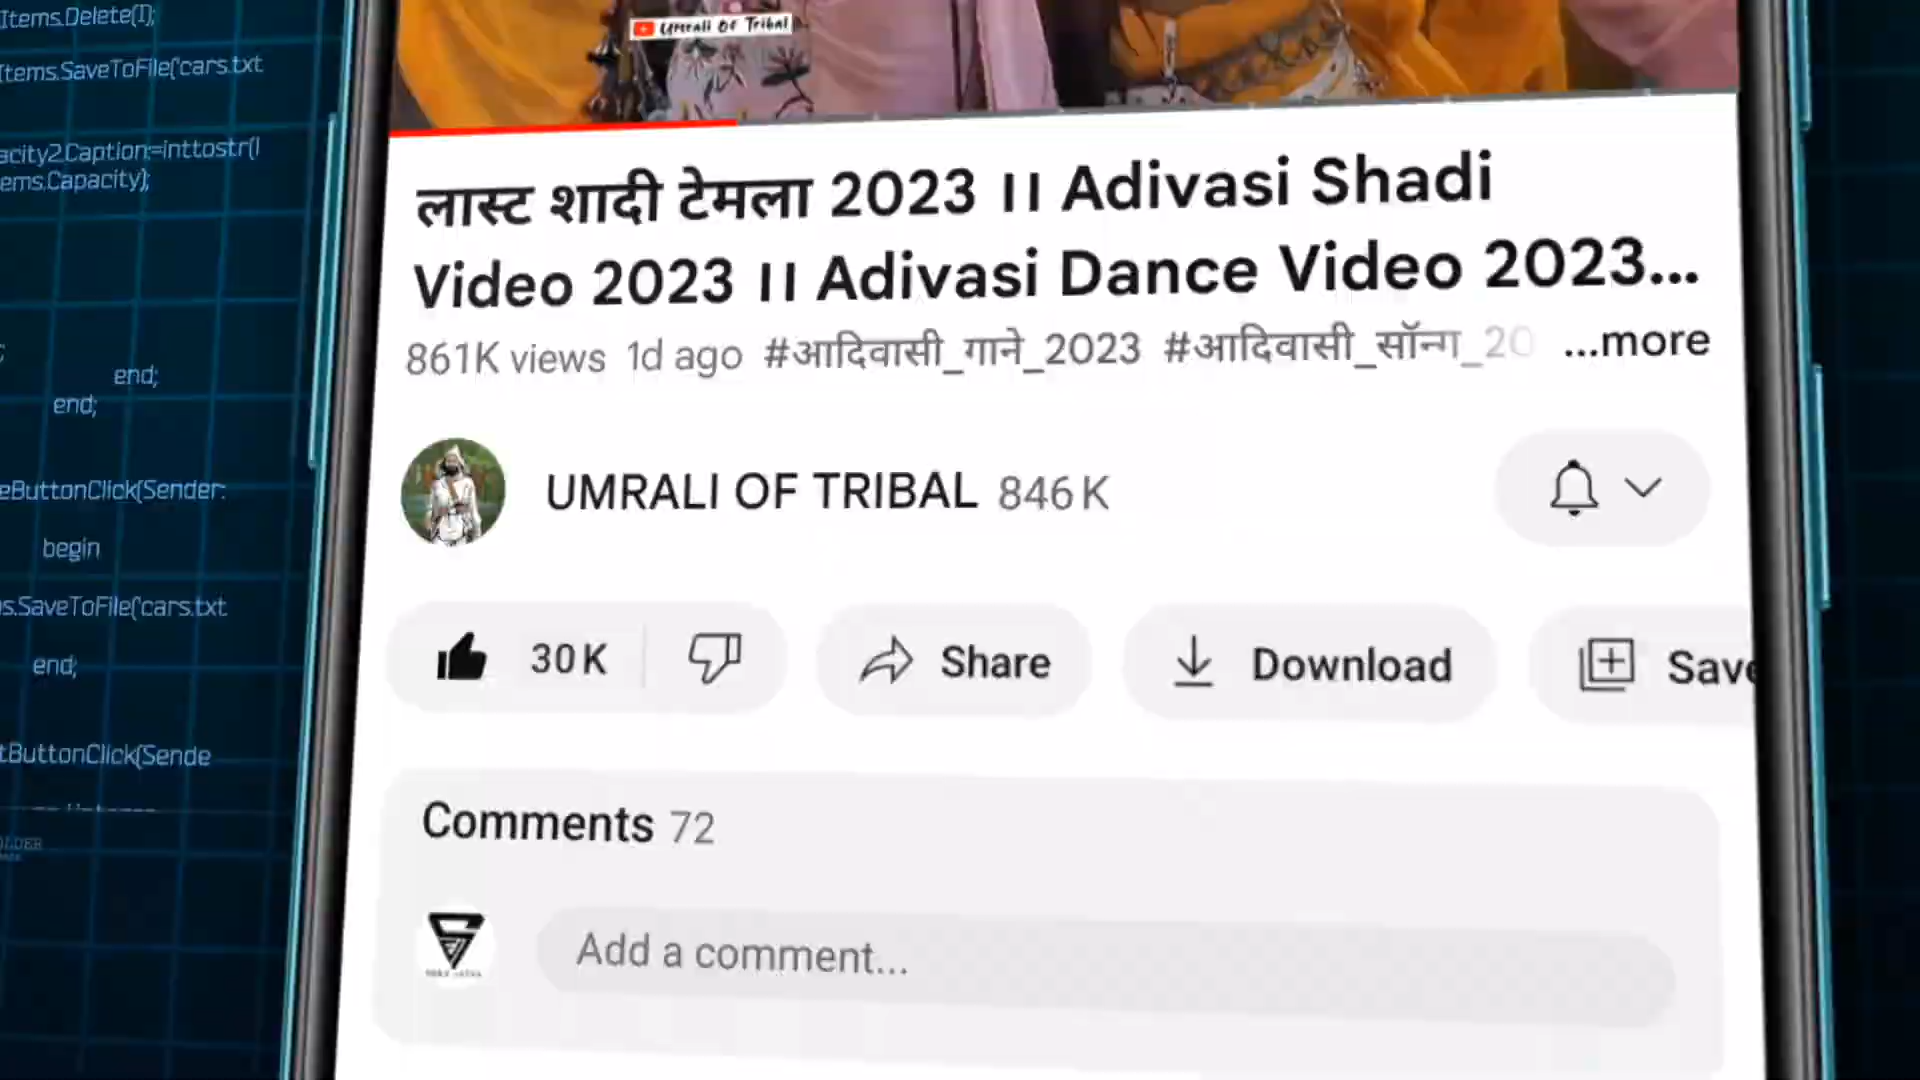 Items.Delete(I);
Items.SaveToFile('cars.txt
acity2.Caption:=inttostr(I
ems.Capacity);
end;
end;
eButtonClick(Sender:
begin
s.SaveToFile('cars.txt
end;
tButtonClick(Sende
OLDER
Umrali Of Tribal
लास्ट शादी टेमला 2023 ।। Adivasi Shadi
Video 2023 ।। Adivasi Dance Video 2023...
861K views 1d ago #आदिवासी_गाने_2023 #आदिवासी_सॉन्ग_20 ...more
UMRALI OF TRIBAL 846 K
30K Share Download Save
Comments 72
Add a comment...